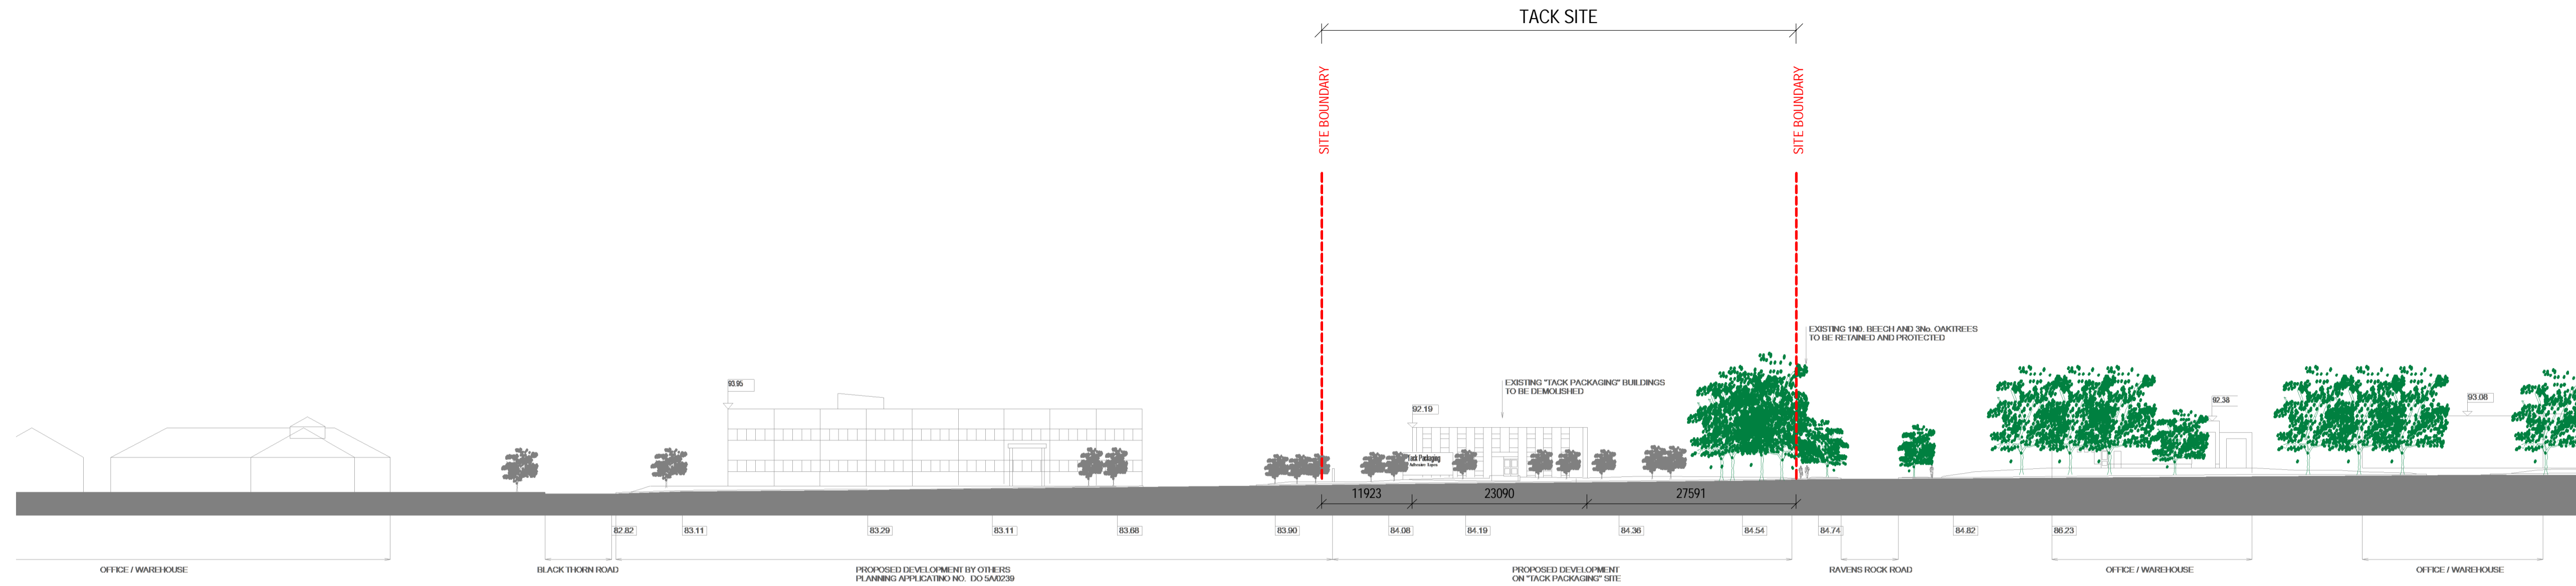 TACK SITE
SITE BOUNDARY
SITE BOUNDARY
EXISTING 1N0. BEECH AND 3No. OAKTREES
TO BE RETAINED AND PROTECTED
93.95
EXISTING "TACK PACKAGING" BUILDINGS
TO BE DEMOLISHED
92.19
93.08
92.38
Tack Packaging
11923
23090
27591
82.82
83.11
83.29
83.11
83.68
83.90
84.08
84.19
84.36
84.54
84.74
84.82
86.23
OFFICE / WAREHOUSE
BLACK THORN ROAD
PROPOSED DEVELOPMENT BY OTHERS
PLANNING APPLICATINO NO. DO 5A/0239
PROPOSED DEVELOPMENT
ON "TACK PACKAGING" SITE
RAVENS ROCK ROAD
OFFICE / WAREHOUSE
OFFICE / WAREHOUSE